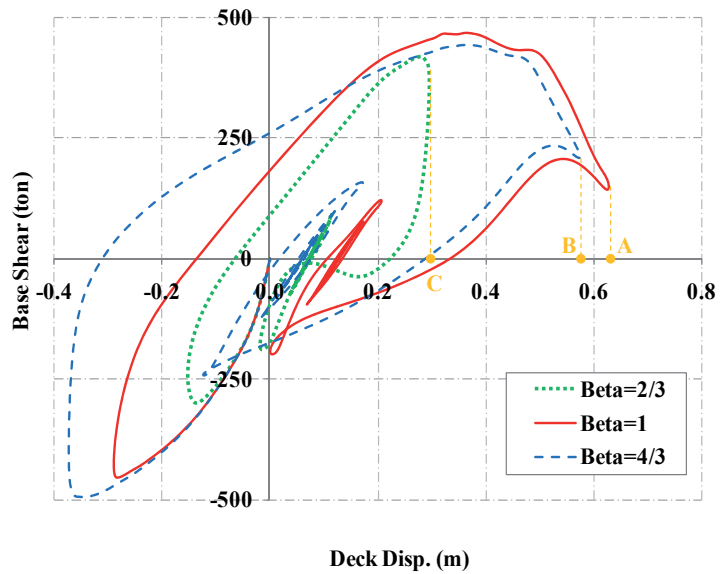 500
250
0
-250
-500
-0.4
-0.2
0.0
0.2
0.4
0.6
0.8
Base Shear (ton)
Deck Disp. (m)
C
B
A
Beta=2/3
Beta=1
Beta=4/3